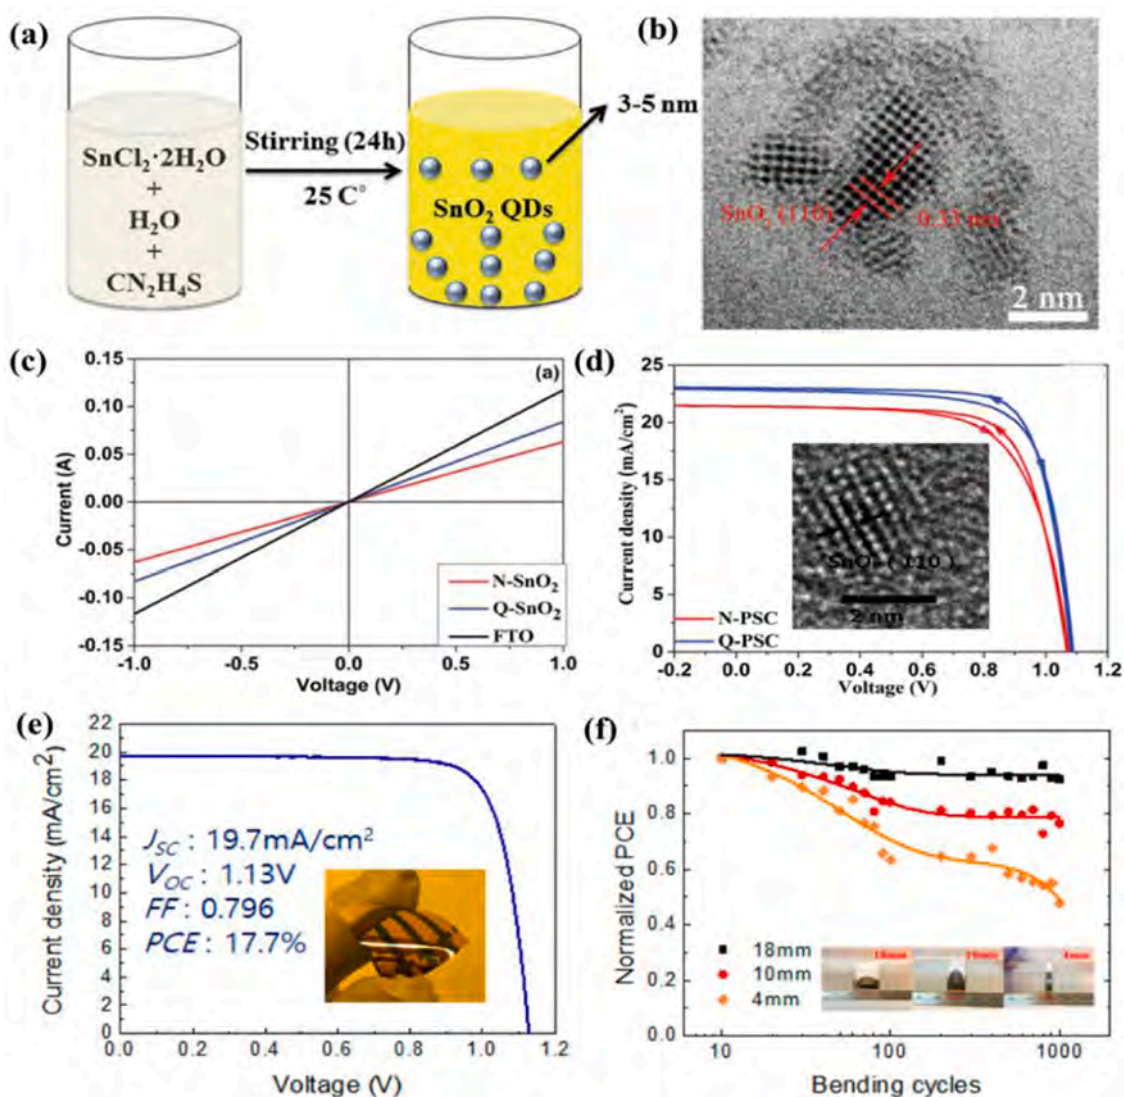 (a)
SnCl₂·2H₂O
+
H₂O
+
CN₂H₄S
Stirring (24h)
25 C°
SnO₂ QDs
3-5 nm
(b)
SnO₂ (110)
0.33 nm
2 nm
(c)
(a)
0.15
0.10
0.05
0.00
-0.05
-0.10
-0.15
Current (A)
N-SnO₂
Q-SnO₂
FTO
-1.0 -0.5 0.0 0.5 1.0
Voltage (V)
(d)
25
20
15
10
5
0
Current density (mA/cm²)
SnO₂ ( 110 )
2 nm
N-PSC
Q-PSC
-0.2 0.0 0.2 0.4 0.6 0.8 1.0 1.2
Voltage (V)
(e)
22
20
18
16
14
12
10
8
6
4
2
0
Current density (mA/cm²)
J_SC : 19.7mA/cm²
V_OC : 1.13V
FF : 0.796
PCE : 17.7%
0.0 0.2 0.4 0.6 0.8 1.0 1.2
Voltage (V)
(f)
1.0
0.8
0.6
0.4
0.2
0.0
Normalized PCE
18mm
10mm
4mm
18mm 10mm 4mm
10 100 1000
Bending cycles